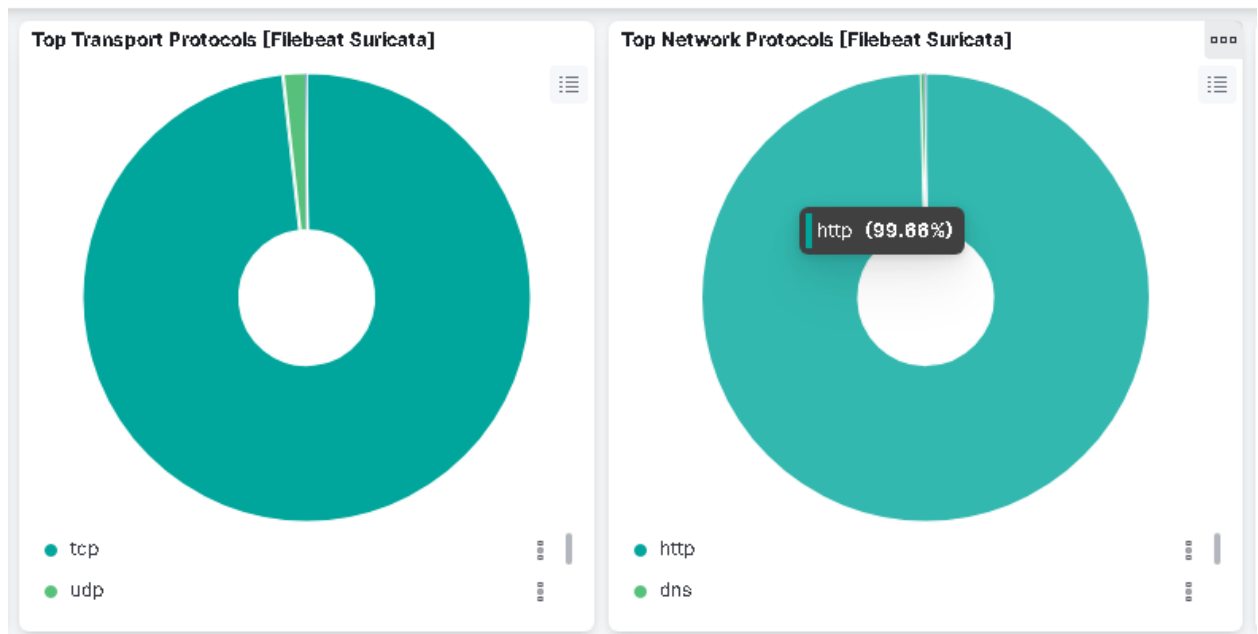 Top Transport Protocols [Filebeat Suricata]
Top Network Protocols [Filebeat Suricata]
http (99.66%)
tcp
udp
http
dns